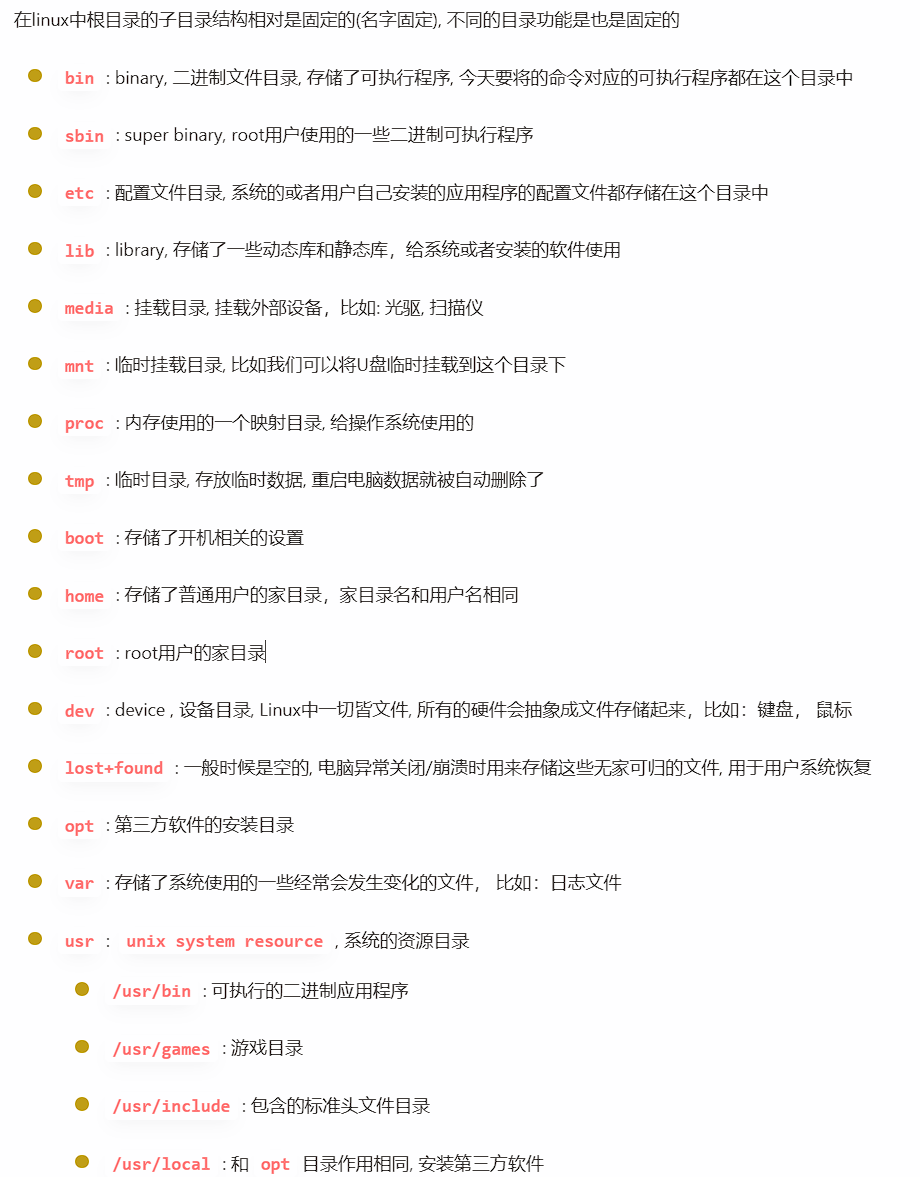 在linux中根目录的子目录结构相对是固定的(名字固定), 不同的目录功能是也是固定的
bin : binary, 二进制文件目录, 存储了可执行程序, 今天要将的命令对应的可执行程序都在这个目录中
sbin : super binary, root用户使用的一些二进制可执行程序
etc : 配置文件目录, 系统的或者用户自己安装的应用程序的配置文件都存储在这个目录中
lib : library, 存储了一些动态库和静态库，给系统或者安装的软件使用
media : 挂载目录, 挂载外部设备，比如: 光驱, 扫描仪
mnt : 临时挂载目录, 比如我们可以将U盘临时挂载到这个目录下
proc : 内存使用的一个映射目录, 给操作系统使用的
tmp : 临时目录, 存放临时数据, 重启电脑数据就被自动删除了
boot : 存储了开机相关的设置
home : 存储了普通用户的家目录，家目录名和用户名相同
root : root用户的家目录
dev : device , 设备目录, Linux中一切皆文件, 所有的硬件会抽象成文件存储起来，比如：键盘， 鼠标
lost+found : 一般时候是空的, 电脑异常关闭/崩溃时用来存储这些无家可归的文件, 用于用户系统恢复
opt : 第三方软件的安装目录
var : 存储了系统使用的一些经常会发生变化的文件， 比如：日志文件
usr : unix system resource , 系统的资源目录
/usr/bin : 可执行的二进制应用程序
/usr/games : 游戏目录
/usr/include : 包含的标准头文件目录
/usr/local : 和 opt 目录作用相同, 安装第三方软件